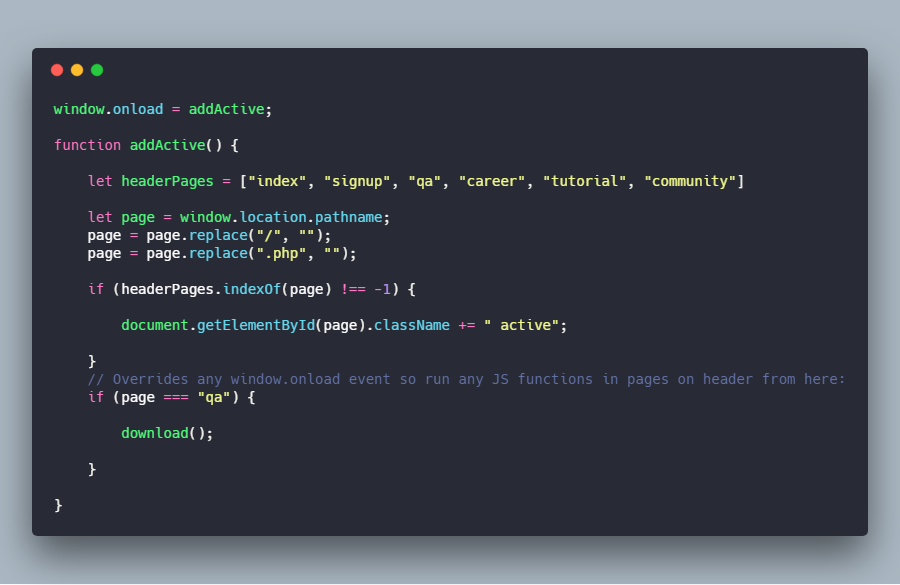 window.onload = addActive;
function addActive() {
let headerPages = ["index", "signup", "qa", "career", "tutorial", "community"]
let page = window.location.pathname;
page = page.replace("/", "");
page = page.replace(".php", "");
if (headerPages.indexOf(page) !== -1) {
document.getElementById(page).className += " active";
}
// Overrides any window.onload event so run any JS functions in pages on header from here:
if (page === "qa") {
download();
}
}